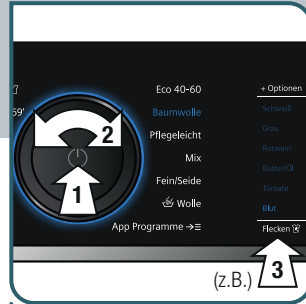 Eco 40-60
+ Optionen
59'
Baumwolle
Schweiß
2
Gras
Pflegeleicht
Rotwein
Mix
Butter/Öl
1
Fein/Seide
Tomate
Wolle
Blut
App Programme →≡
Flecken
(z.B.)
3